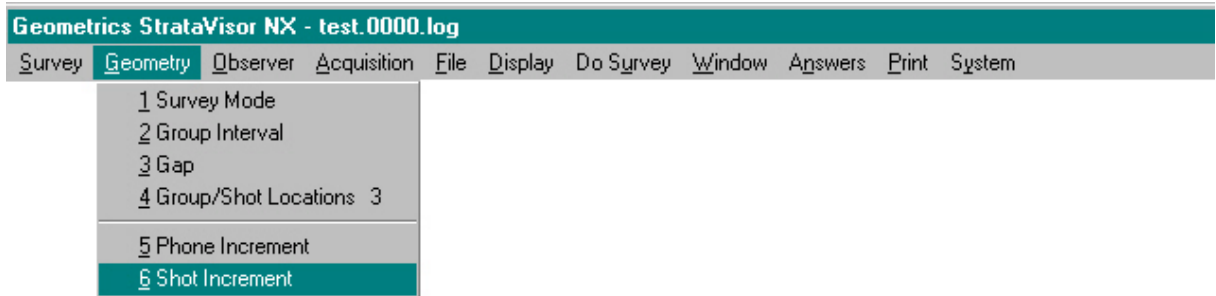 Geometrics StrataVisor NX - test.0000.log
Survey Geometry Observer Acquisition File Display Do Survey Window Answers Print System
1 Survey Mode
2 Group Interval
3 Gap
4 Group/Shot Locations 3
5 Phone Increment
6 Shot Increment